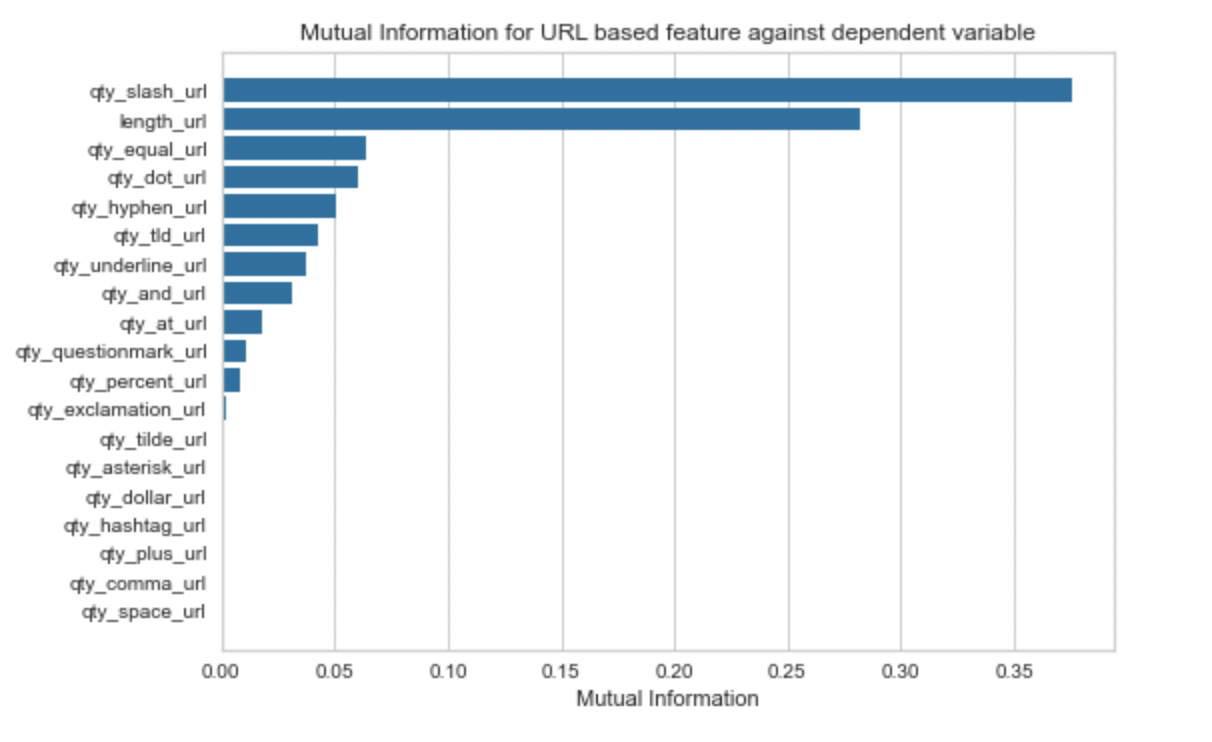 Mutual Information for URL based feature against dependent variable
qty_slash_url
length_url
qty_equal_url
qty_dot_url
qty_hyphen_url
qty_tld_url
qty_underline_url
qty_and_url
qty_at_url
qty_questionmark_url
qty_percent_url
qty_exclamation_url
qty_tilde_url
qty_asterisk_url
qty_dollar_url
qty_hashtag_url
qty_plus_url
qty_comma_url
qty_space_url
0.00 0.05 0.10 0.15 0.20 0.25 0.30 0.35
Mutual Information